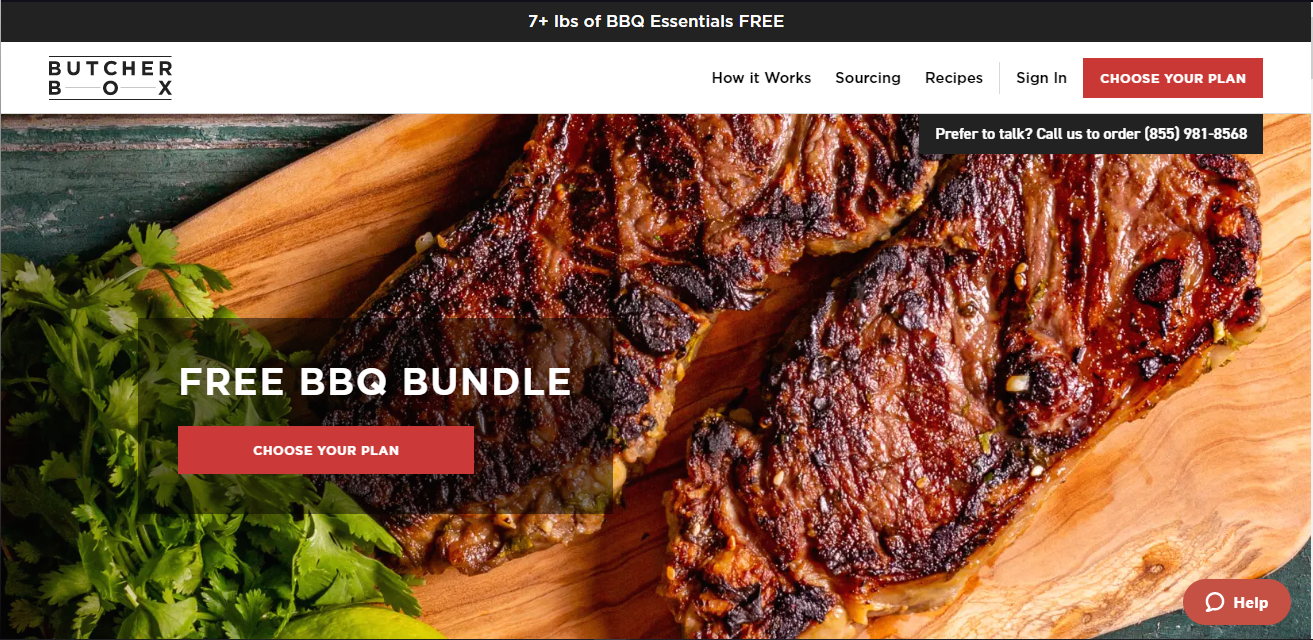 7+ lbs of BBQ Essentials FREE
BUTCHER
BOX
How it Works Sourcing Recipes Sign In CHOOSE YOUR PLAN
Prefer to talk? Call us to order (855) 981-8568
FREE BBQ BUNDLE
CHOOSE YOUR PLAN
Help